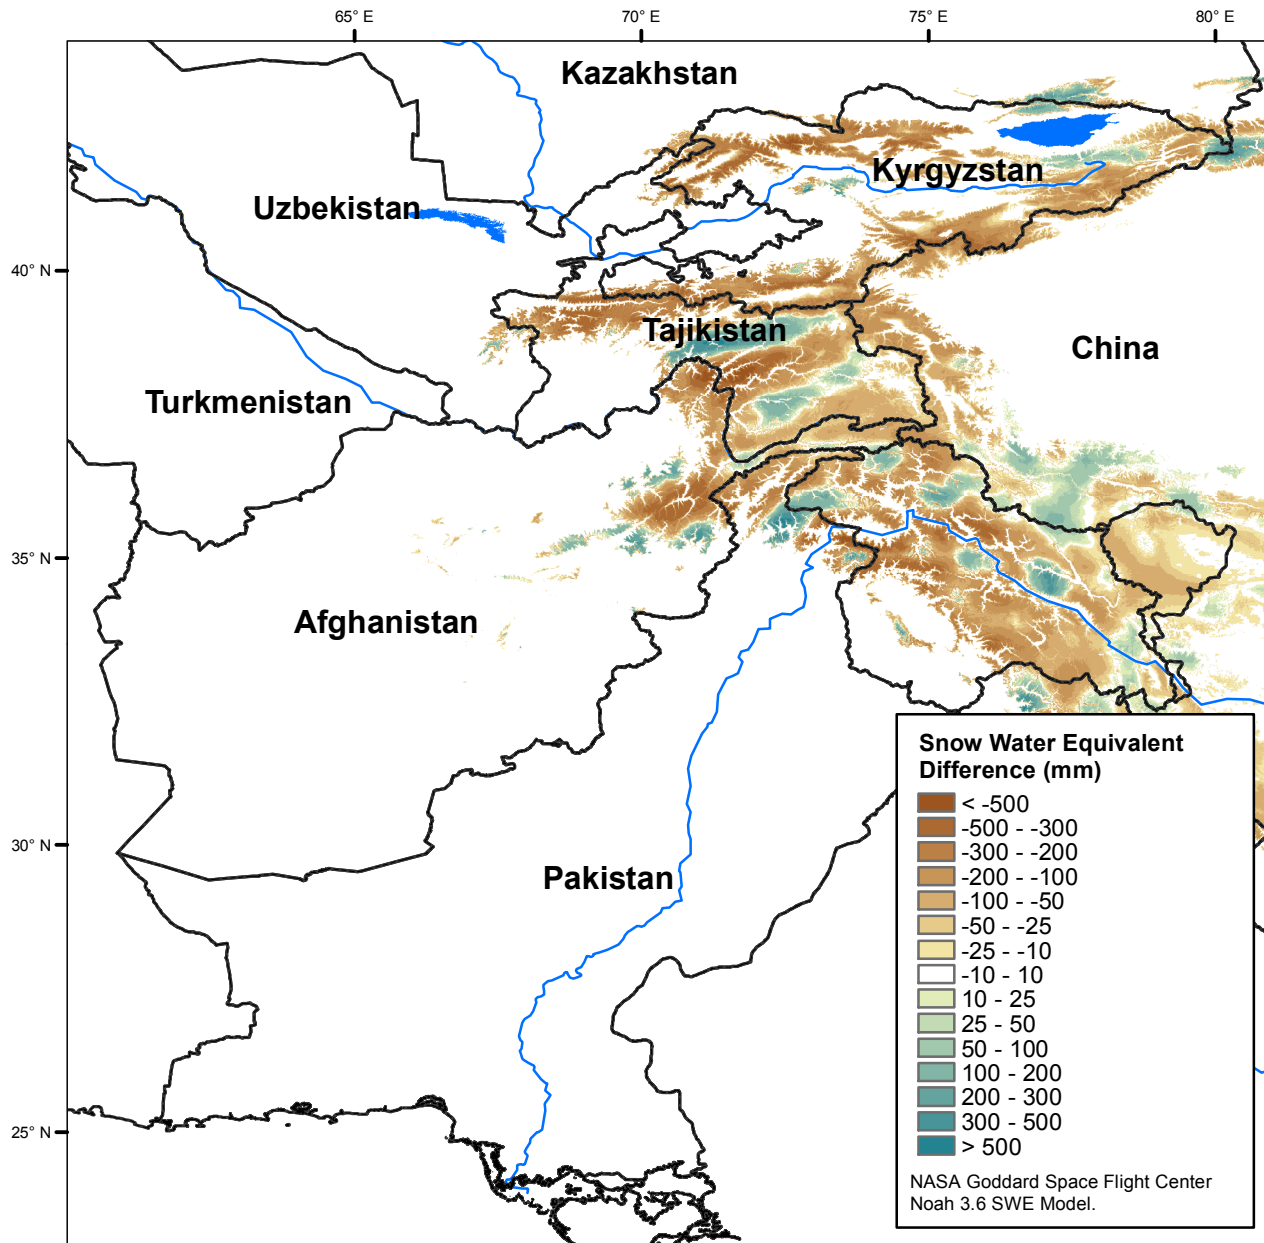 65° E
70° E
75° E
80° E
Kazakhstan
Kyrgyzstan
Uzbekistan
40° N
Tajikistan
China
Turkmenistan
35° N
Afghanistan
30° N
Pakistan
25° N
Snow Water Equivalent
Difference (mm)
< -500
-500 - -300
-300 - -200
-200 - -100
-100 - -50
-50 - -25
-25 - -10
-10 - 10
10 - 25
25 - 50
50 - 100
100 - 200
200 - 300
300 - 500
> 500
NASA Goddard Space Flight Center
Noah 3.6 SWE Model.